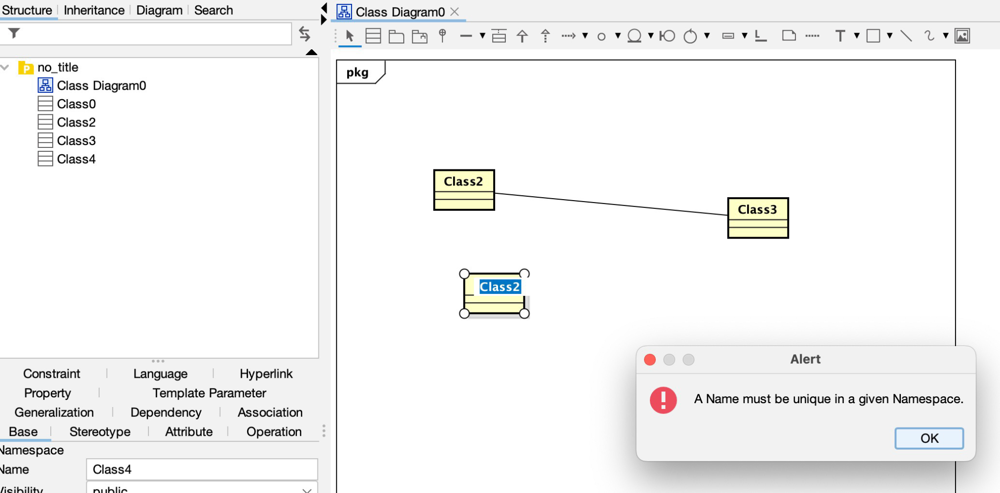 Structure Inheritance Diagram Search
no_title
Class Diagram0
Class0
Class2
Class3
Class4
Constraint Language Hyperlink
Property Template Parameter
Generalization Dependency Association
Base Stereotype Attribute Operation
Namespace
Name Class4
Visibility public
Class Diagram0
pkg
Class2
Class3
Class2
Alert
A Name must be unique in a given Namespace.
OK